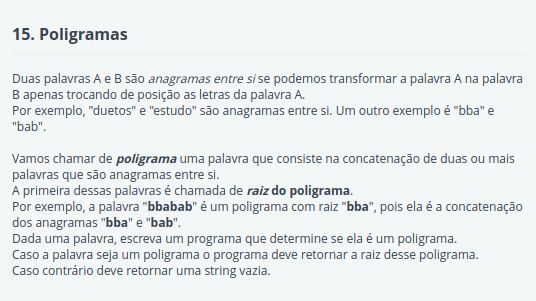 15. Poligramas
Duas palavras A e B são anagramas entre si se podemos transformar a palavra A na palavra
B apenas trocando de posição as letras da palavra A.
Por exemplo, "duetos" e "estudo" são anagramas entre si. Um outro exemplo é "bba" e
"bab".
Vamos chamar de poligrama uma palavra que consiste na concatenação de duas ou mais
palavras que são anagramas entre si.
A primeira dessas palavras é chamada de raiz do poligrama.
Por exemplo, a palavra "bbabab" é um poligrama com raiz "bba", pois ela é a concatenação
dos anagramas "bba" e "bab".
Dada uma palavra, escreva um programa que determine se ela é um poligrama.
Caso a palavra seja um poligrama o programa deve retornar a raiz desse poligrama.
Caso contrário deve retornar uma string vazia.